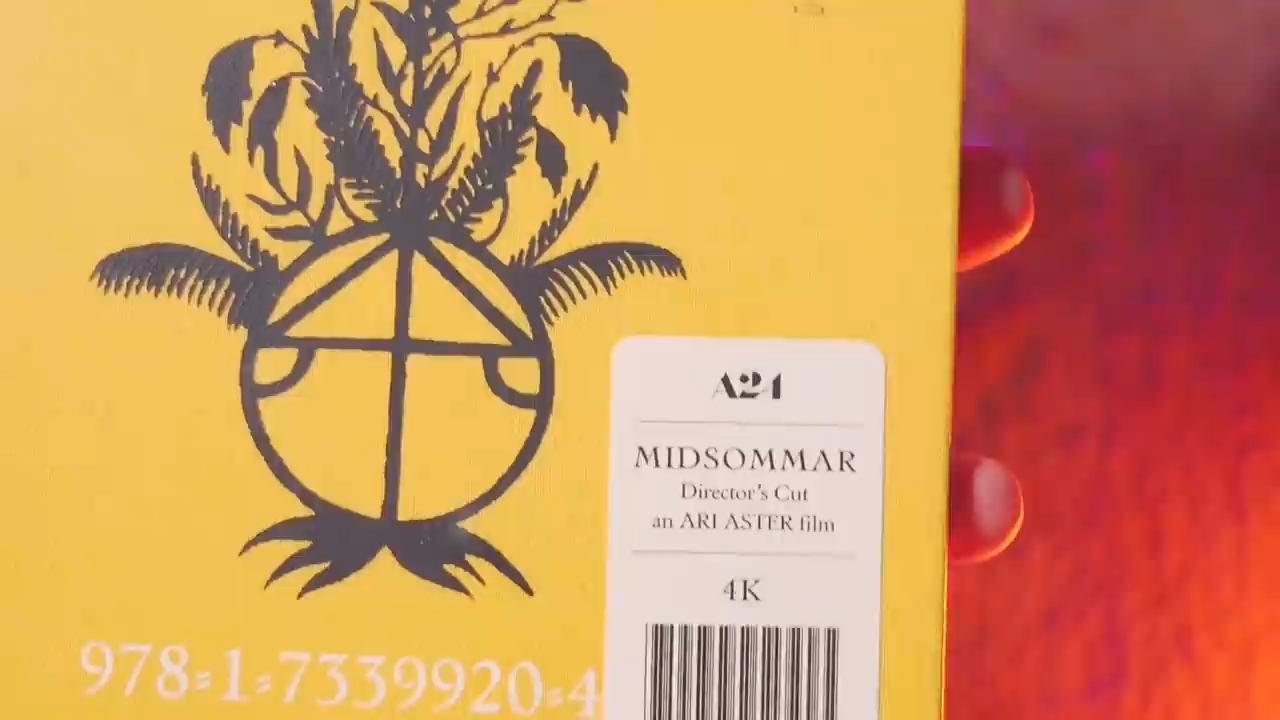 A24
MIDSOMMAR
Director's Cut
an ARI ASTER film
4K
978-1-7339920-4